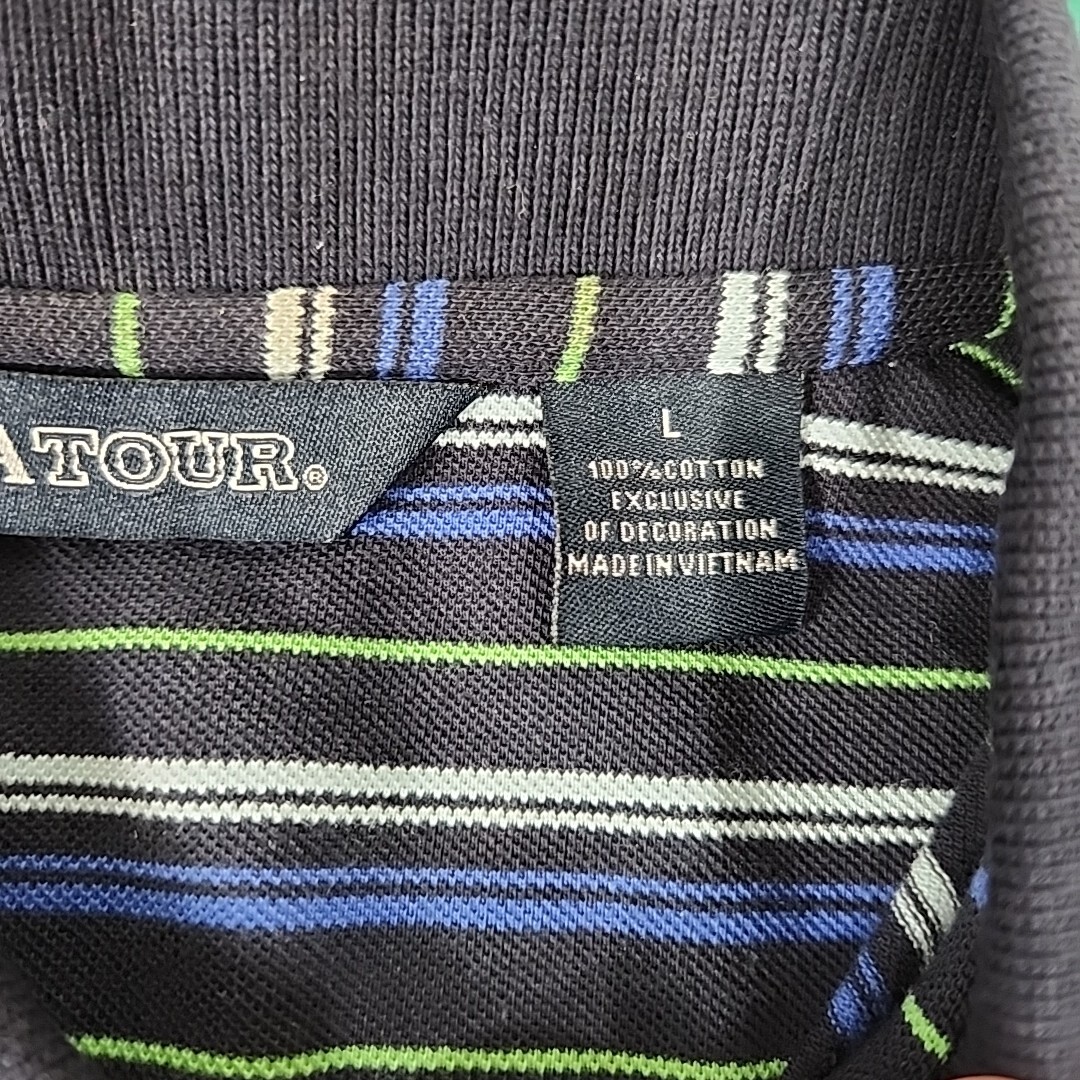 ATOUR®
L
100% COTTON
EXCLUSIVE
OF DECORATION
MADE IN VIETNAM